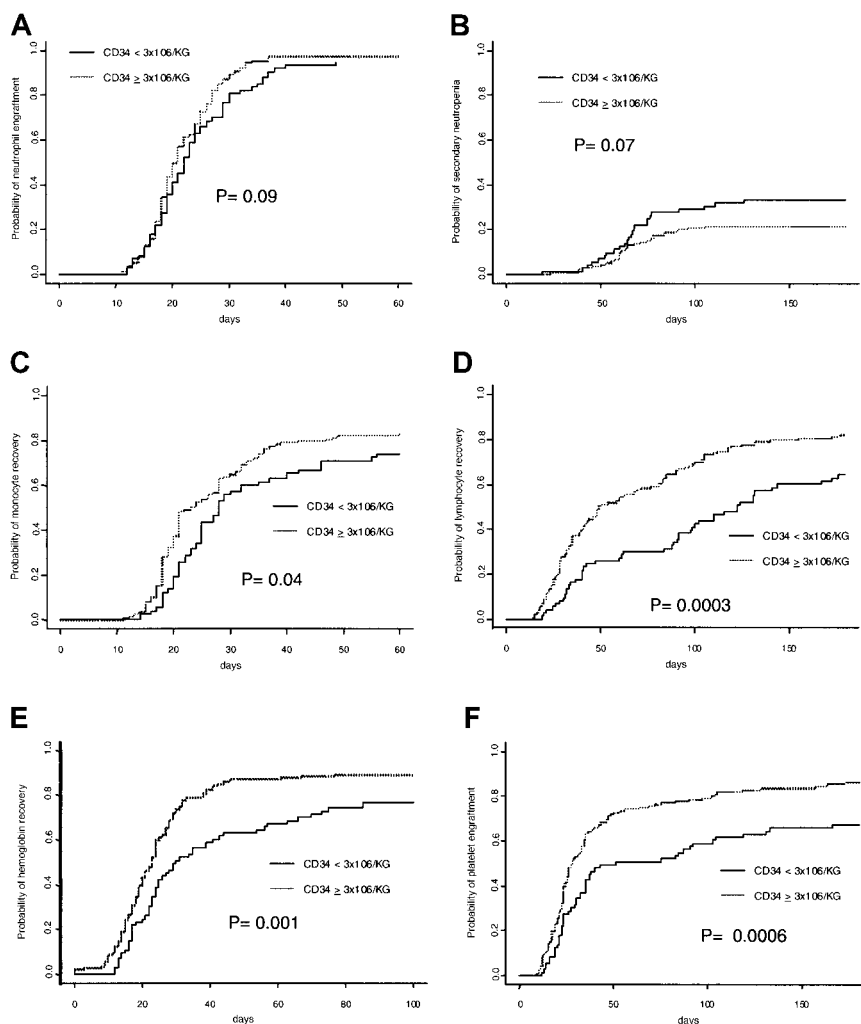 A
CD34 < 3x106/KG
CD34 ≥ 3x106/KG
P= 0.09
Probability of neutrophil engraftment
0.0 0.2 0.4 0.6 0.8 1.0
0 10 20 30 40 50 60
days
B
CD34 < 3x106/KG
CD34 ≥ 3x106/KG
P = 0.07
Probability of secondary neutropenia
0.0 0.2 0.4 0.6 0.8 1.0
0 50 100 150
days
C
CD34 < 3x106/KG
CD34 ≥ 3x106/KG
P = 0.04
Probability of monocyte recovery
0.0 0.2 0.4 0.6 0.8 1.0
0 10 20 30 40 50 60
days
D
CD34 < 3x106/KG
CD34 ≥ 3x106/KG
P= 0.0003
Probability of lymphocyte recovery
0.0 0.2 0.4 0.6 0.8 1.0
0 50 100 150
days
E
CD34 < 3x106/KG
CD34 ≥ 3x106/KG
P= 0.001
Probability of hemoglobin recovery
0.0 0.2 0.4 0.6 0.8 1.0
0 20 40 60 80 100
days
F
CD34 < 3x106/KG
CD34 ≥ 3x106/KG
P= 0.0006
Probability of platelet engraftment
0.0 0.2 0.4 0.6 0.8 1.0
0 50 100 150
days